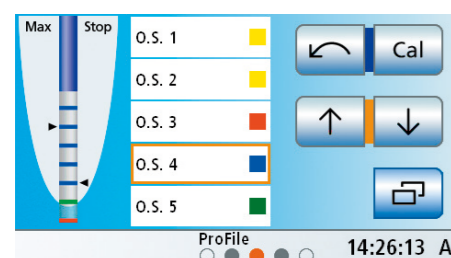 Max Stop
O.S. 1
O.S. 2
O.S. 3
O.S. 4
O.S. 5
Cal
ProFile
14:26:13 A